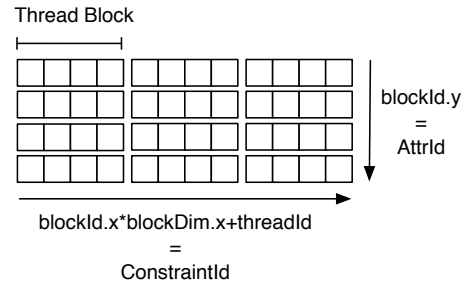 Thread Block
blockId.y
=
AttrId
blockId.x*blockDim.x+threadId
=
ConstraintId